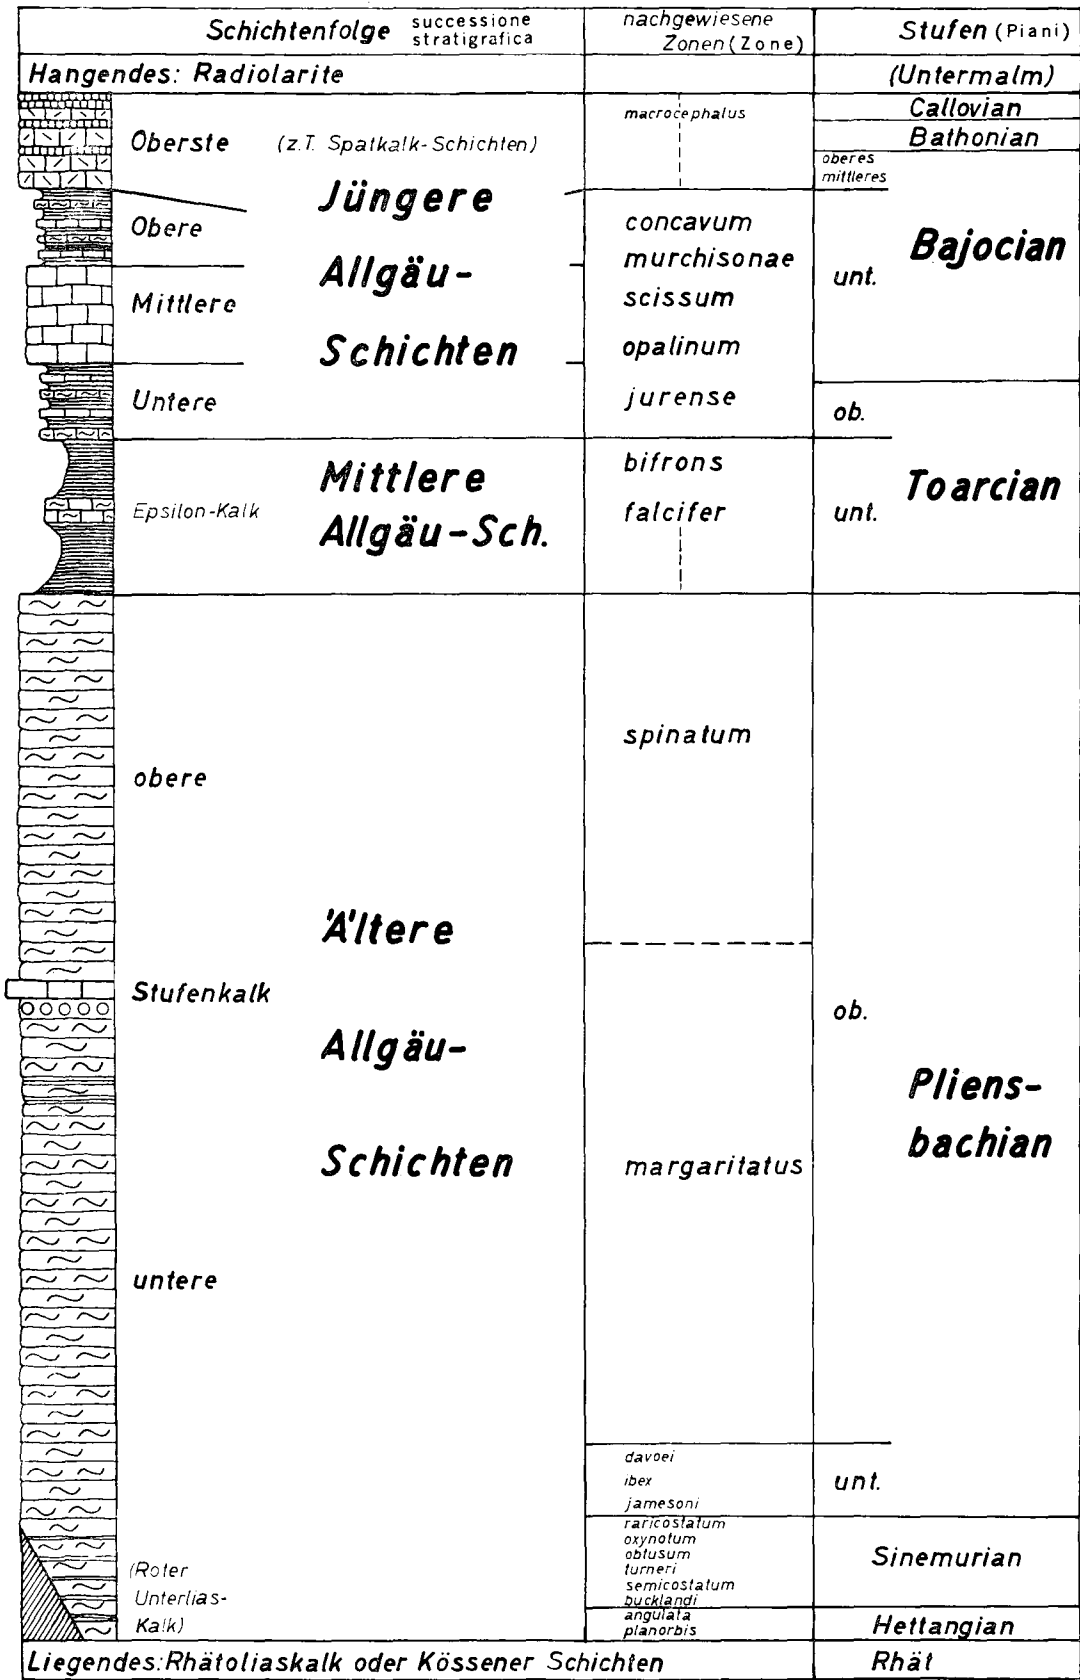 Schichtenfolge successione stratigrafica
nachgewiesene
Zonen (Zone)
Stufen (Piani)
Hangendes: Radiolarite
(Untermalm)
Oberste (z.T. Spatkalk-Schichten)
macrocephalus
Callovian
Bathonian
oberes
mittleres
Jüngere
Obere
Allgäu-
Mittlere
Schichten
Untere
concavum
murchisonae
scissum
opalinum
jurense
unt.
Bajocian
ob.
Mittlere
Allgäu-Sch.
Epsilon-Kalk
bifrons
falcifer
unt.
Toarcian
obere
Ältere
Stufenkalk
Allgäu-
Schichten
untere
spinatum
margaritatus
ob.
Pliens-
bachian
davoei
ibex
jamesoni
unt.
raricostatum
oxynotum
obtusum
turneri
semicostatum
bucklandi
Sinemurian
(Roter
Unterlias-
Kalk)
angulata
planorbis
Hettangian
Liegendes: Rhätoliaskalk oder Kössener Schichten
Rhät